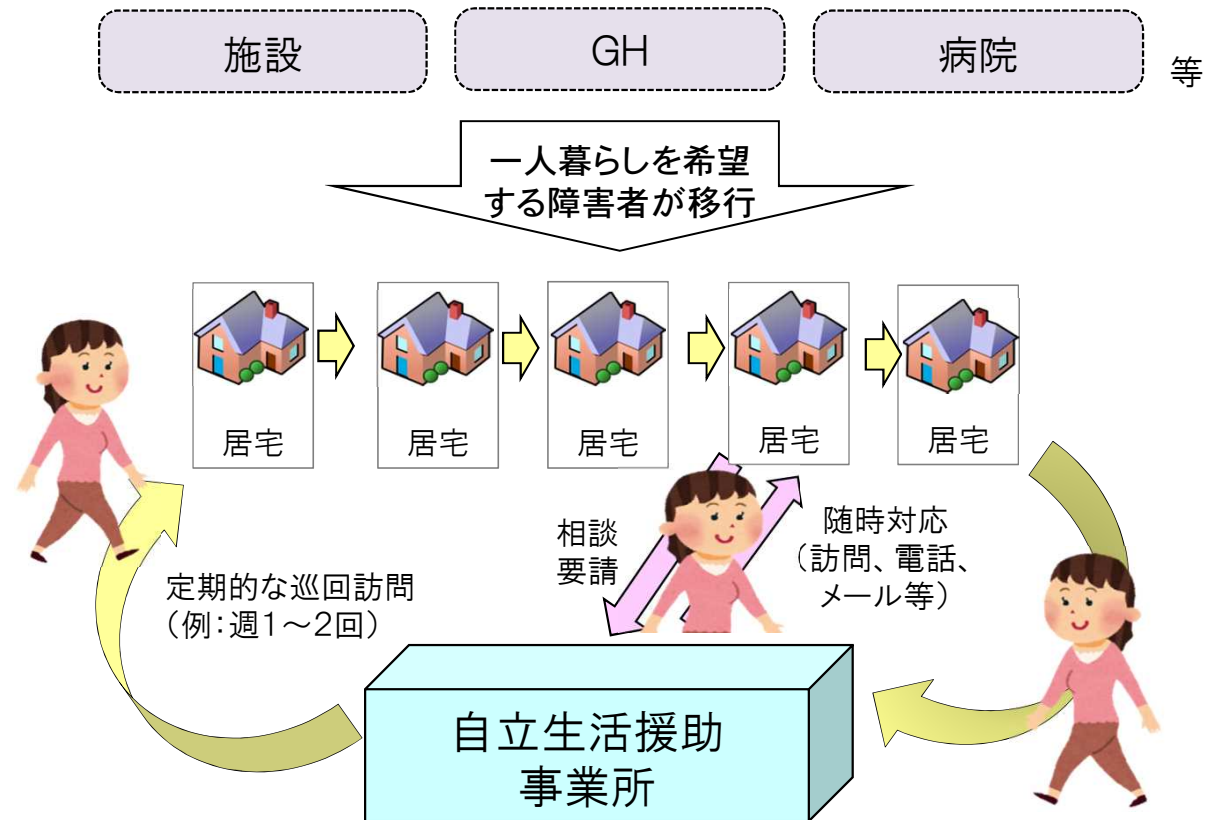 施設
GH
病院
等
一人暮らしを希望
する障害者が移行
居宅
居宅
居宅
居宅
居宅
相談
要請
随時対応
（訪問、電話、
メール等）
定期的な巡回訪問
（例：週１～２回）
自立生活援助
事業所